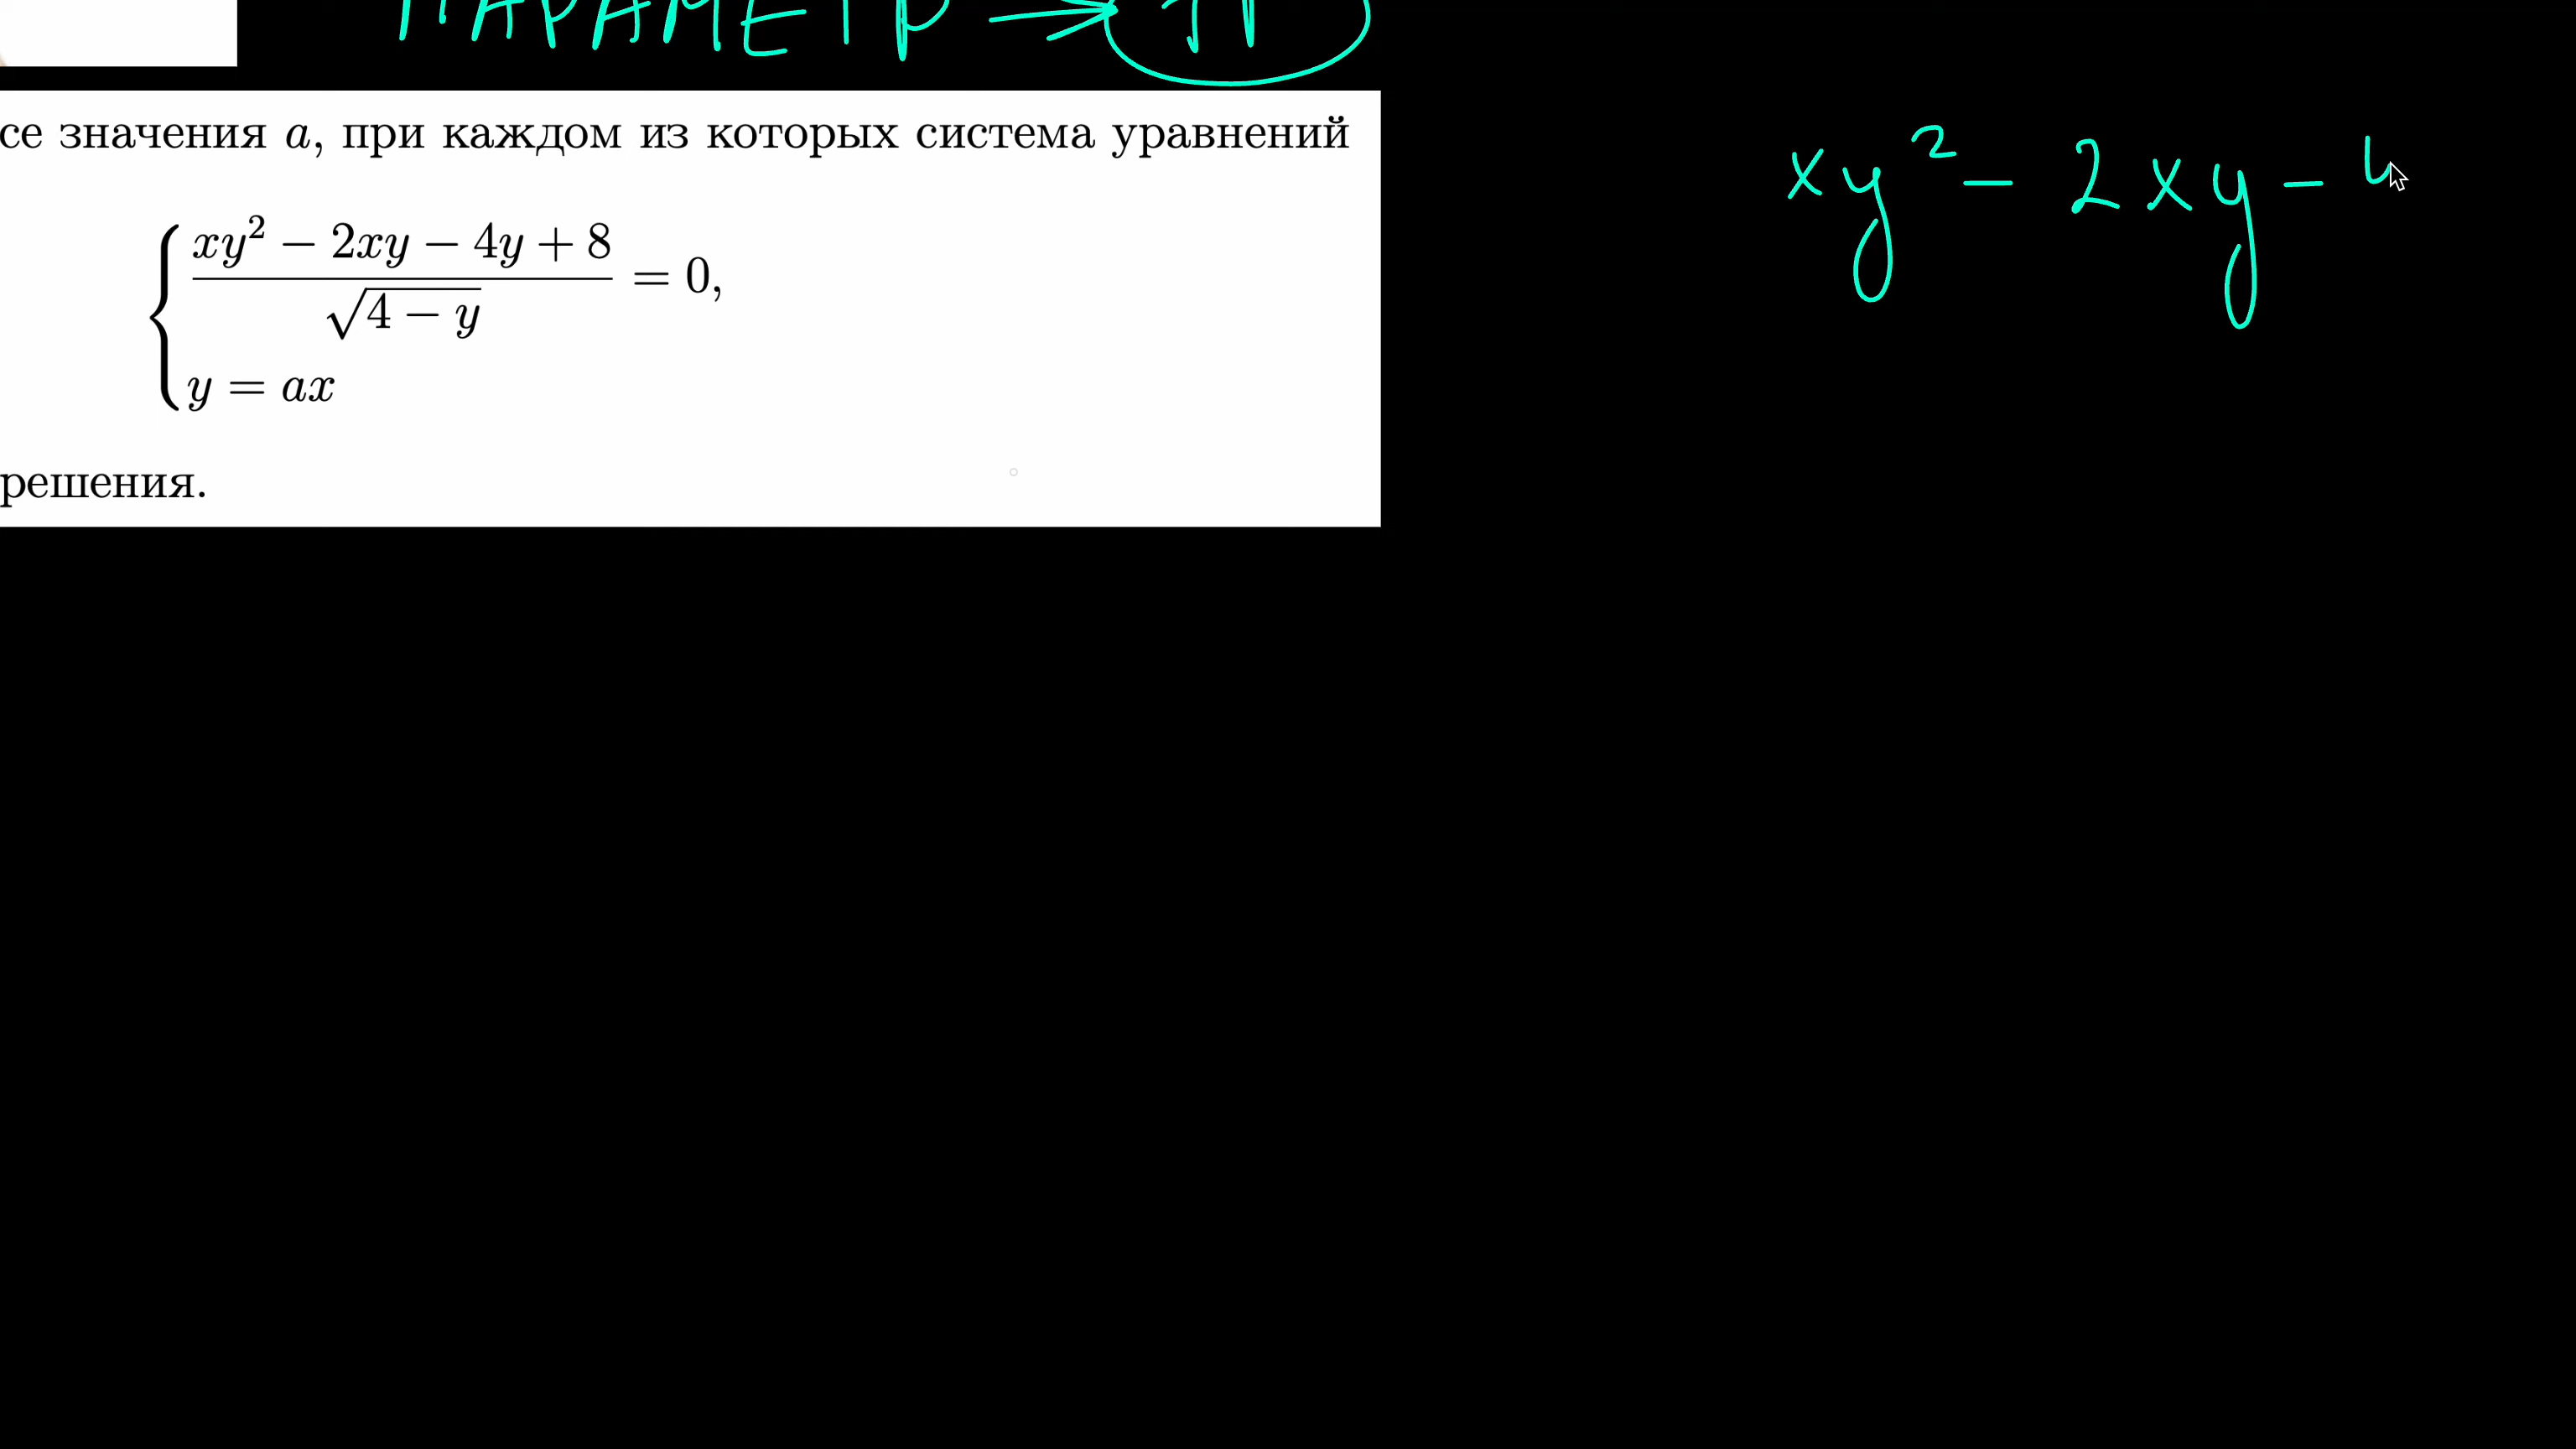 ПАРАМЕТР →
се значения a, при каждом из которых система уравнений
xy² − 2xy − 4y + 8
√4 − y
= 0,
y = ax
решения.
xy² − 2xy − 4